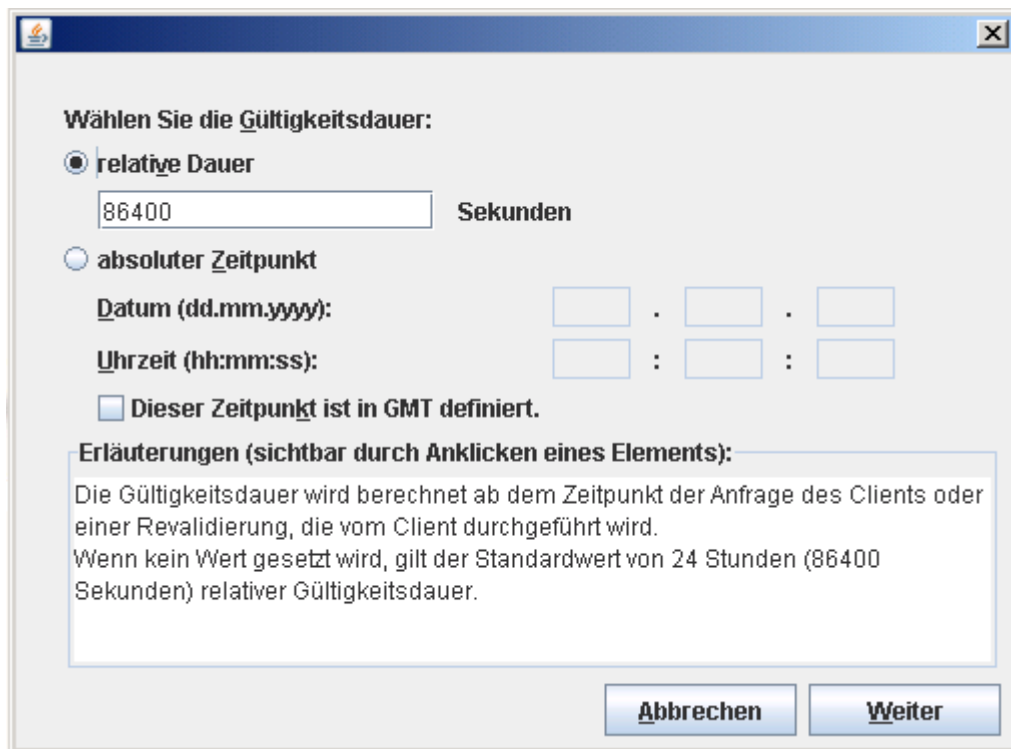 Wählen Sie die Gültigkeitsdauer:
relative Dauer
86400 Sekunden
absoluter Zeitpunkt
Datum (dd.mm.yyyy): . .
Uhrzeit (hh:mm:ss): : :
Dieser Zeitpunkt ist in GMT definiert.
Erläuterungen (sichtbar durch Anklicken eines Elements):
Die Gültigkeitsdauer wird berechnet ab dem Zeitpunkt der Anfrage des Clients oder
einer Revalidierung, die vom Client durchgeführt wird.
Wenn kein Wert gesetzt wird, gilt der Standardwert von 24 Stunden (86400
Sekunden) relativer Gültigkeitsdauer.
Abbrechen Weiter